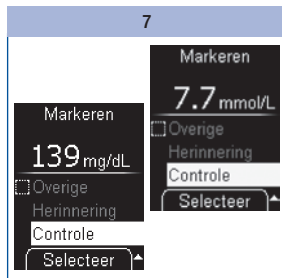 7
Markeren
139 mg/dL
Overige
Herinnering
Controle
Selecteer
Markeren
7.7 mmol/L
Overige
Herinnering
Controle
Selecteer